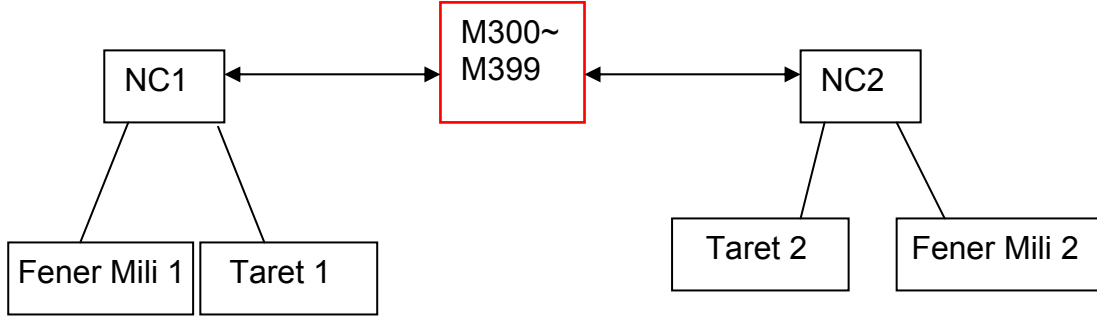 M300~
M399
NC1
NC2
Fener Mili 1
Taret 1
Taret 2
Fener Mili 2